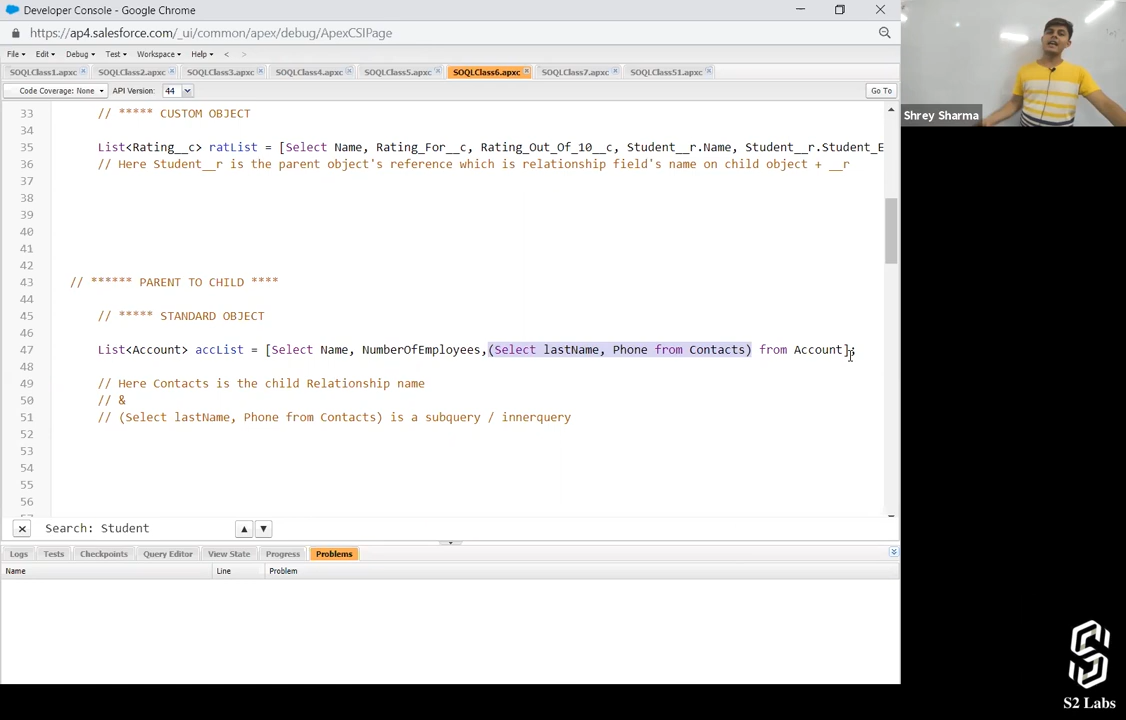 Developer Console - Google Chrome
https://ap4.salesforce.com/_ui/common/apex/debug/ApexCSIPage
File Edit Debug Test Workspace Help < >
SOQLClass1.apxc SOQLClass2.apxc SOQLClass3.apxc SOQLClass4.apxc SOQLClass5.apxc SOQLClass6.apxc SOQLClass7.apxc SOQLClass51.apxc
Code Coverage: None API Version: 44 Go To
Shrey Sharma
33 // ***** CUSTOM OBJECT
34
35 List<Rating__c> ratList = [Select Name, Rating_For__c, Rating_Out_Of_10__c, Student__r.Name, Student__r.Student_E
36 // Here Student__r is the parent object's reference which is relationship field's name on child object + __r
37
38
39
40
41
42
43 // ****** PARENT TO CHILD ****
44
45 // ***** STANDARD OBJECT
46
47 List<Account> accList = [Select Name, NumberOfEmployees,(Select lastName, Phone from Contacts) from Account];
48
49 // Here Contacts is the child Relationship name
50 // &
51 // (Select lastName, Phone from Contacts) is a subquery / innerquery
52
53
54
55
56
Search: Student
Logs Tests Checkpoints Query Editor View State Progress Problems
Name Line Problem
S2 Labs